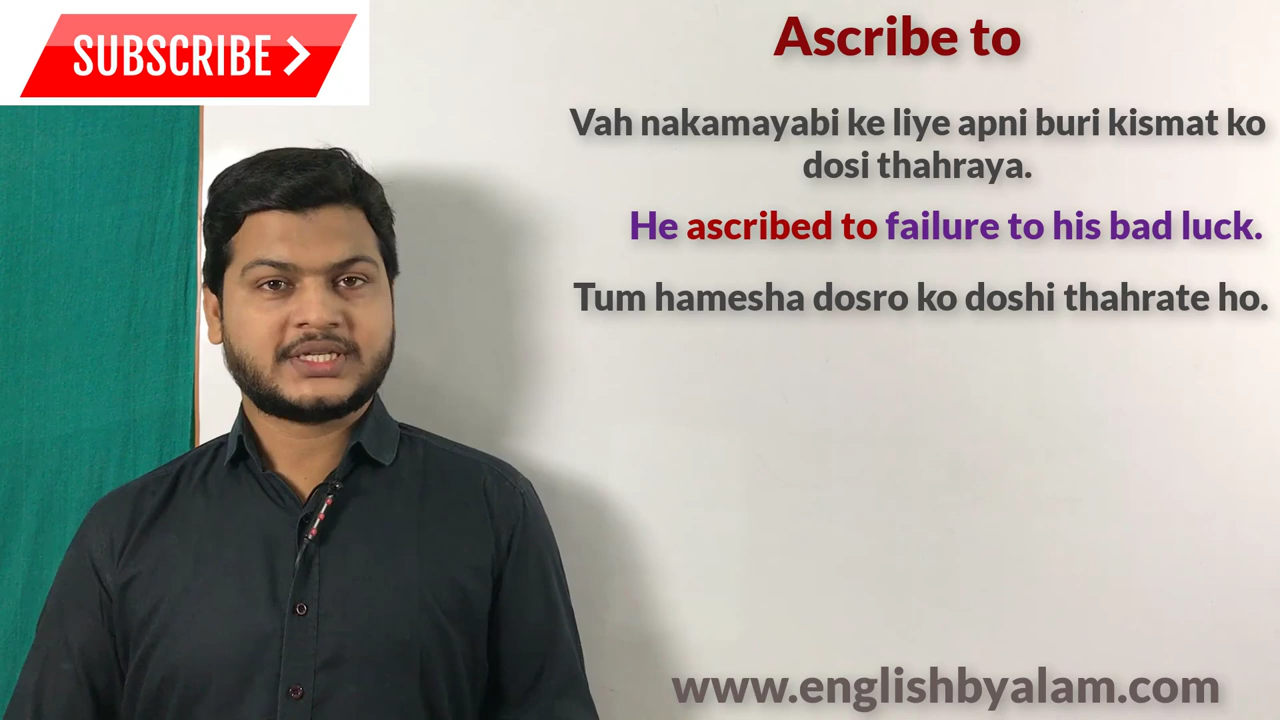 SUBSCRIBE
Ascribe to
Vah nakamayabi ke liye apni buri kismat ko
dosi thahraya.
He ascribed to failure to his bad luck.
Tum hamesha dosro ko doshi thahrate ho.
www.englishbyalam.com